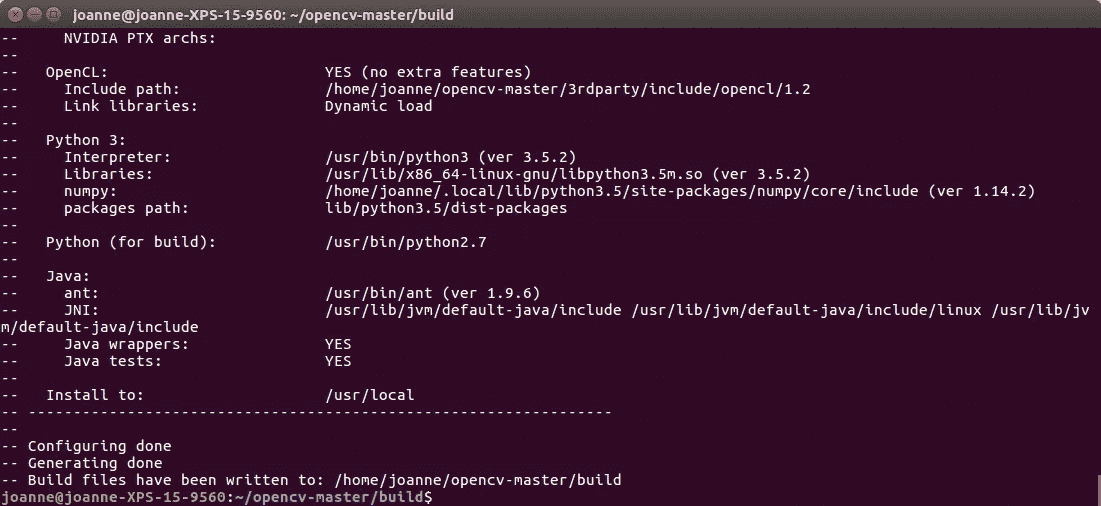 joanne@joanne-XPS-15-9560: ~/opencv-master/build
--     NVIDIA PTX archs:
--
--   OpenCL:                        YES (no extra features)
--     Include path:                /home/joanne/opencv-master/3rdparty/include/opencl/1.2
--     Link libraries:              Dynamic load
--
--   Python 3:
--     Interpreter:                 /usr/bin/python3 (ver 3.5.2)
--     Libraries:                   /usr/lib/x86_64-linux-gnu/libpython3.5m.so (ver 3.5.2)
--     numpy:                       /home/joanne/.local/lib/python3.5/site-packages/numpy/core/include (ver 1.14.2)
--     packages path:               lib/python3.5/dist-packages
--
--   Python (for build):            /usr/bin/python2.7
--
--   Java:
--     ant:                         /usr/bin/ant (ver 1.9.6)
--     JNI:                         /usr/lib/jvm/default-java/include /usr/lib/jvm/default-java/include/linux /usr/lib/jv
m/default-java/include
--     Java wrappers:               YES
--     Java tests:                  YES
--
--   Install to:                    /usr/local
-- -----------------------------------------------------------------
--
-- Configuring done
-- Generating done
-- Build files have been written to: /home/joanne/opencv-master/build
joanne@joanne-XPS-15-9560:~/opencv-master/build$